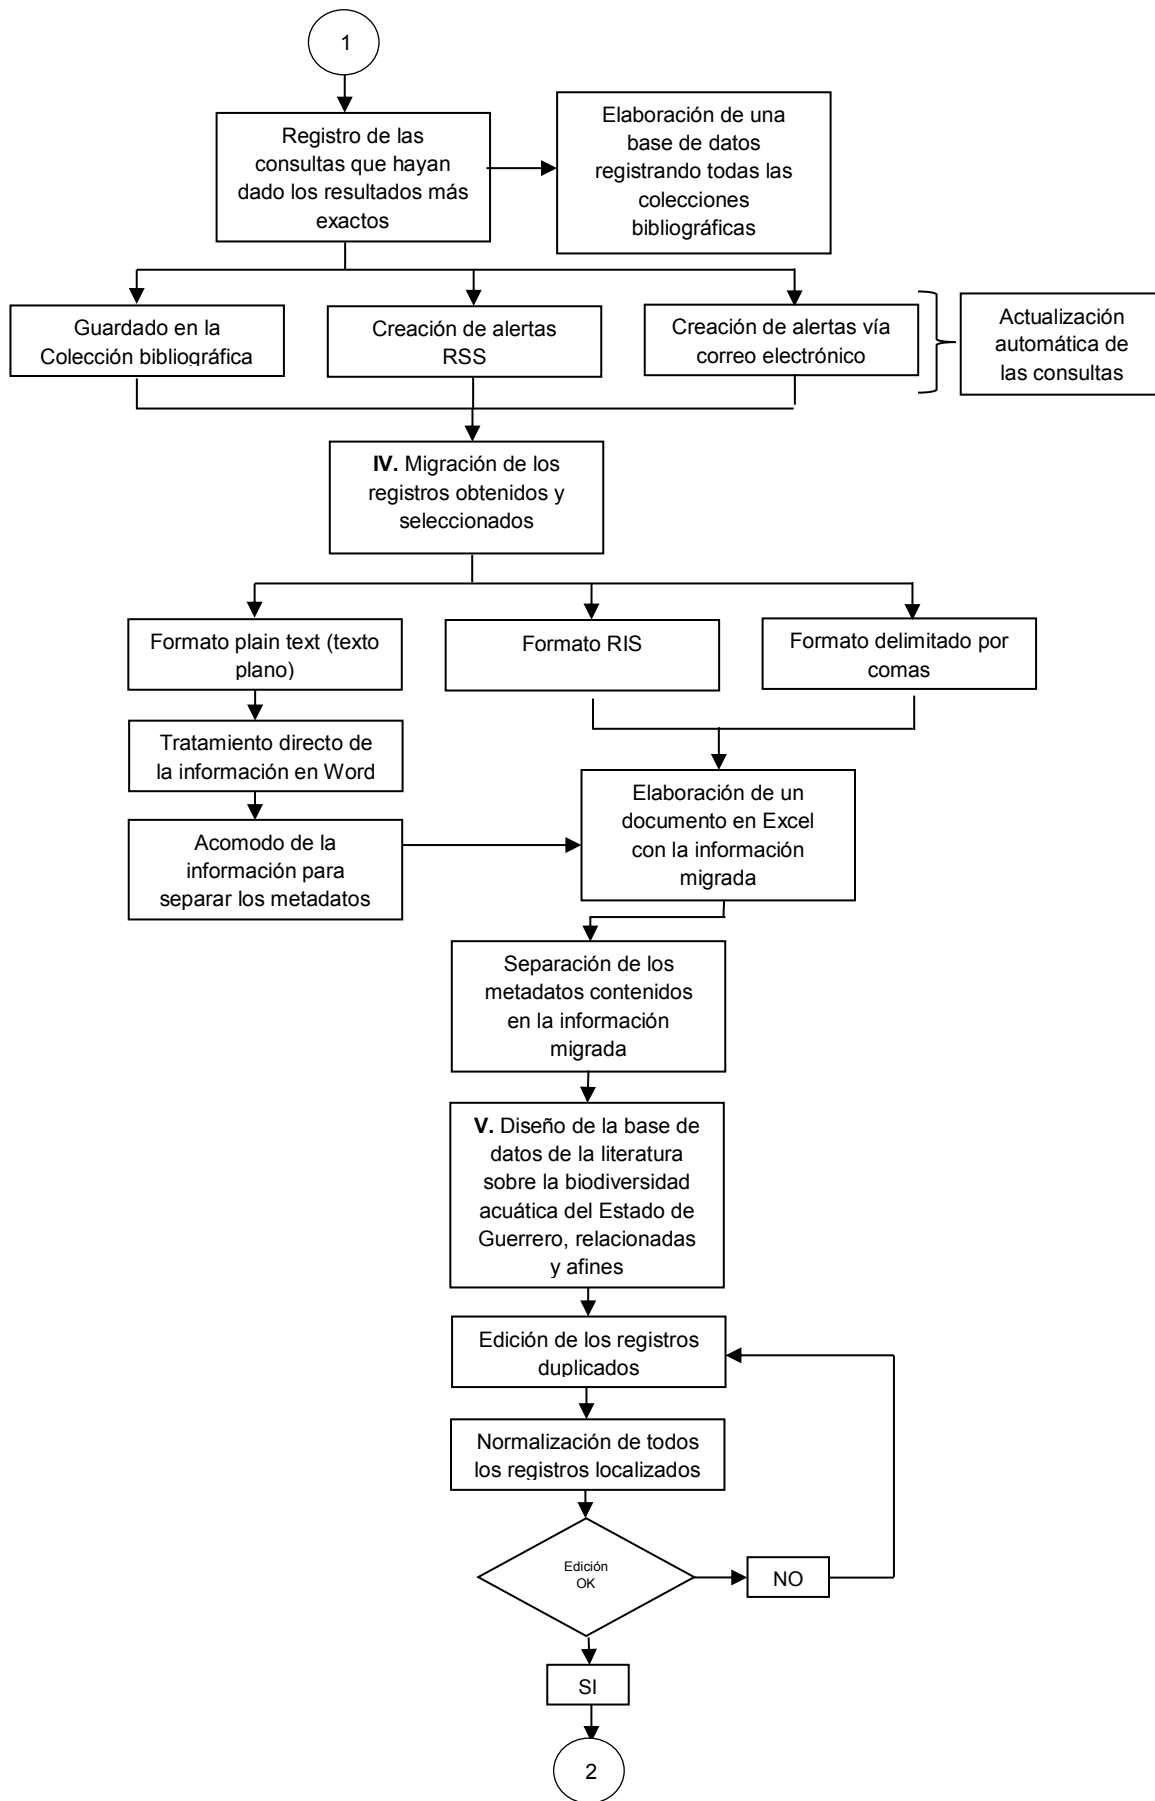 1
Registro de las
consultas que hayan
dado los resultados más
exactos
Elaboración de una
base de datos
registrando todas las
colecciones
bibliográficas
Guardado en la
Colección bibliográfica
Creación de alertas
RSS
Creación de alertas vía
correo electrónico
Actualización
automática de
las consultas
IV. Migración de los
registros obtenidos y
seleccionados
Formato plain text (texto
plano)
Formato RIS
Formato delimitado por
comas
Tratamiento directo de
la información en Word
Acomodo de la
información para
separar los metadatos
Elaboración de un
documento en Excel
con la información
migrada
Separación de los
metadatos contenidos
en la información
migrada
V. Diseño de la base de
datos de la literatura
sobre la biodiversidad
acuática del Estado de
Guerrero, relacionadas
y afines
Edición de los registros
duplicados
Normalización de todos
los registros localizados
Edición
OK
NO
SI
2